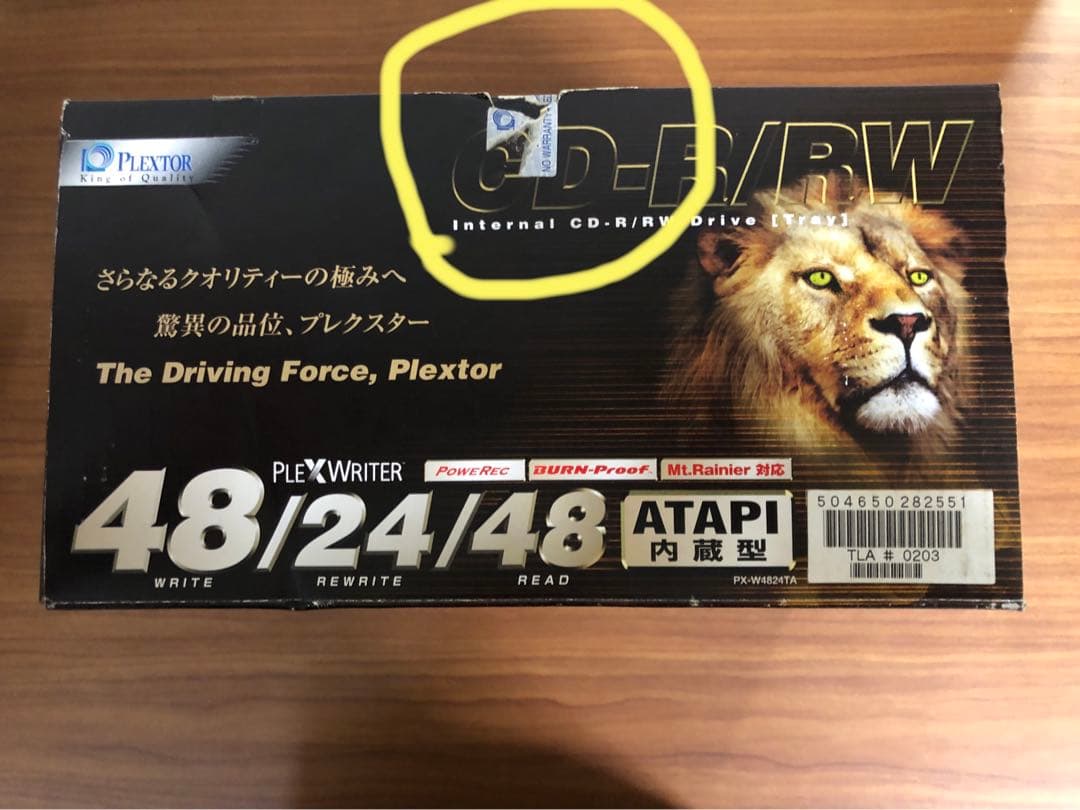 PLEXTOR
King of Quality
NO WARRANTY
CD-R/RW
Internal CD-R/RW Drive [Tray]
さらなるクオリティーの極みへ
驚異の品位、プレクスター
The Driving Force, Plextor
PLEXWRITER
POWEREC
BURN-Proof
Mt.Rainier 対応
48/24/48
WRITE
REWRITE
READ
ATAPI
内蔵型
PX-W4824TA
504650282551
TLA # 0203